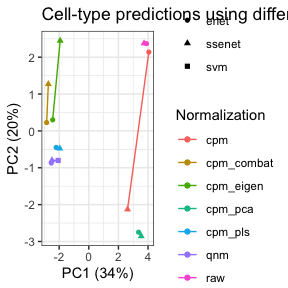 Cell-type predictions using differ
enet
ssenet
svm
Normalization
cpm
cpm_combat
cpm_eigen
cpm_pca
cpm_pls
qnm
raw
2
1
0
-1
-2
-3
-2
0
2
4
PC2 (20%)
PC1 (34%)